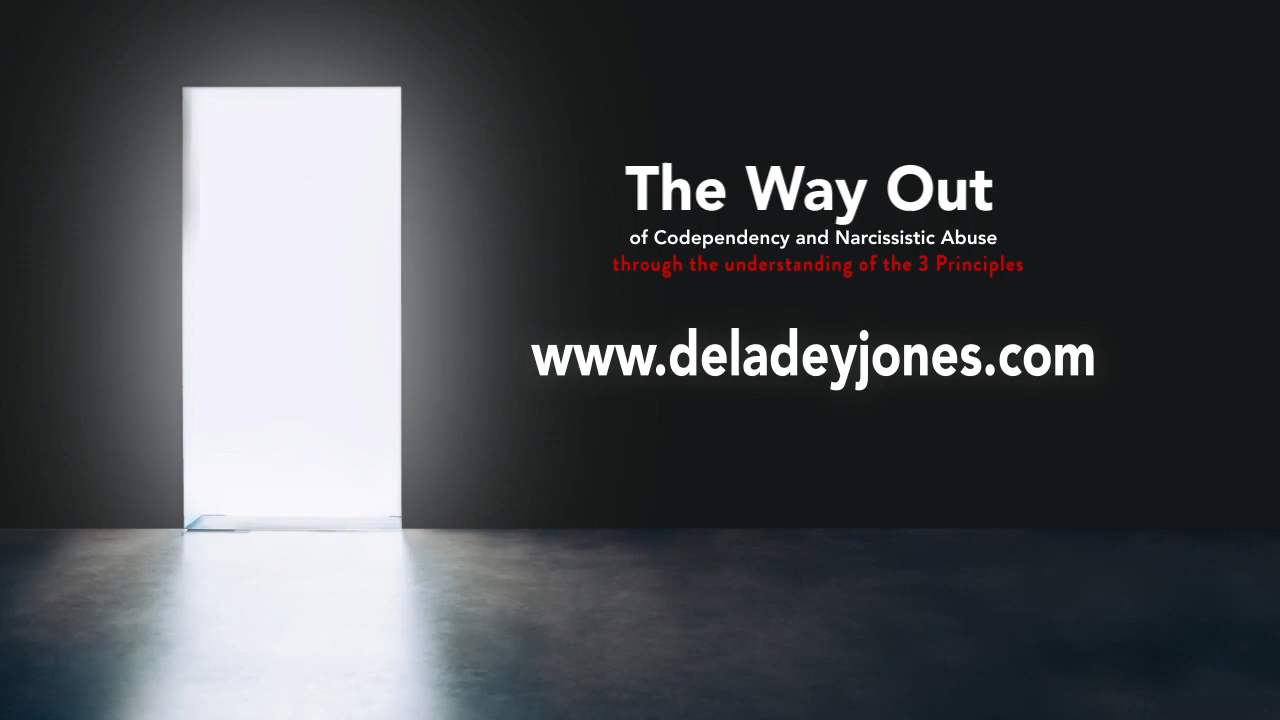 The Way Out
of Codependency and Narcissistic Abuse
through the understanding of the 3 Principles
www.deladeyjones.com